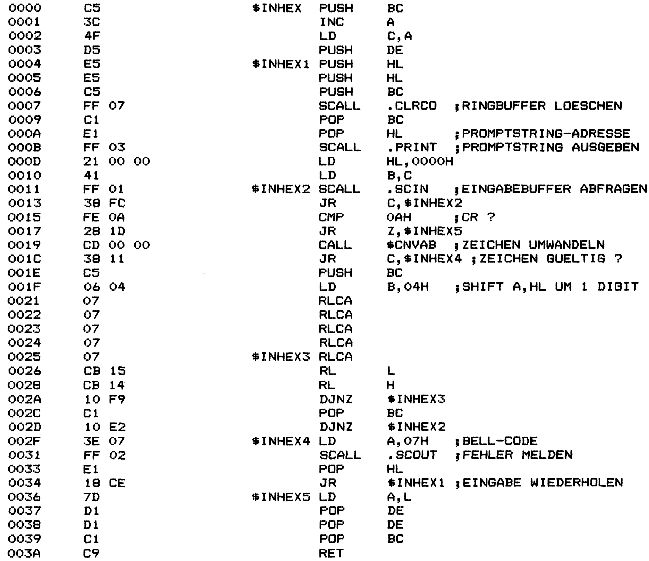 0000 C5 $INHEX PUSH BC
0001 3C INC A
0002 4F LD C,A
0003 D5 PUSH DE
0004 E5 $INHEX1 PUSH HL
0005 E5 PUSH HL
0006 C5 PUSH BC
0007 FF 07 SCALL .CLRCO ;RINGBUFFER LOESCHEN
0009 C1 POP BC
000A E1 POP HL ;PROMPTSTRING-ADRESSE
000B FF 03 SCALL .PRINT ;PROMPTSTRING AUSGEBEN
000D 21 00 00 LD HL,0000H
0010 41 LD B,C
0011 FF 01 $INHEX2 SCALL .SCIN ;EINGABEBUFFER ABFRAGEN
0013 38 FC JR C,$INHEX2
0015 FE 0A CMP 0AH ;CR ?
0017 28 1D JR Z,$INHEX5
0019 CD 00 00 CALL $CNVAB ;ZEICHEN UMWANDELN
001C 38 11 JR C,$INHEX4 ;ZEICHEN GUELTIG ?
001E C5 PUSH BC
001F 06 04 LD B,04H ;SHIFT A,HL UM 1 DIGIT
0021 07 RLCA
0022 07 RLCA
0023 07 RLCA
0024 07 RLCA
0025 07 $INHEX3 RLCA
0026 CB 15 RL L
0028 CB 14 RL H
002A 10 F9 DJNZ $INHEX3
002C C1 POP BC
002D 10 E2 DJNZ $INHEX2
002F 3E 07 $INHEX4 LD A,07H ;BELL-CODE
0031 FF 02 SCALL .SCOUT ;FEHLER MELDEN
0033 E1 POP HL
0034 18 CE JR $INHEX1 ;EINGABE WIEDERHOLEN
0036 7D $INHEX5 LD A,L
0037 D1 POP DE
0038 D1 POP DE
0039 C1 POP BC
003A C9 RET